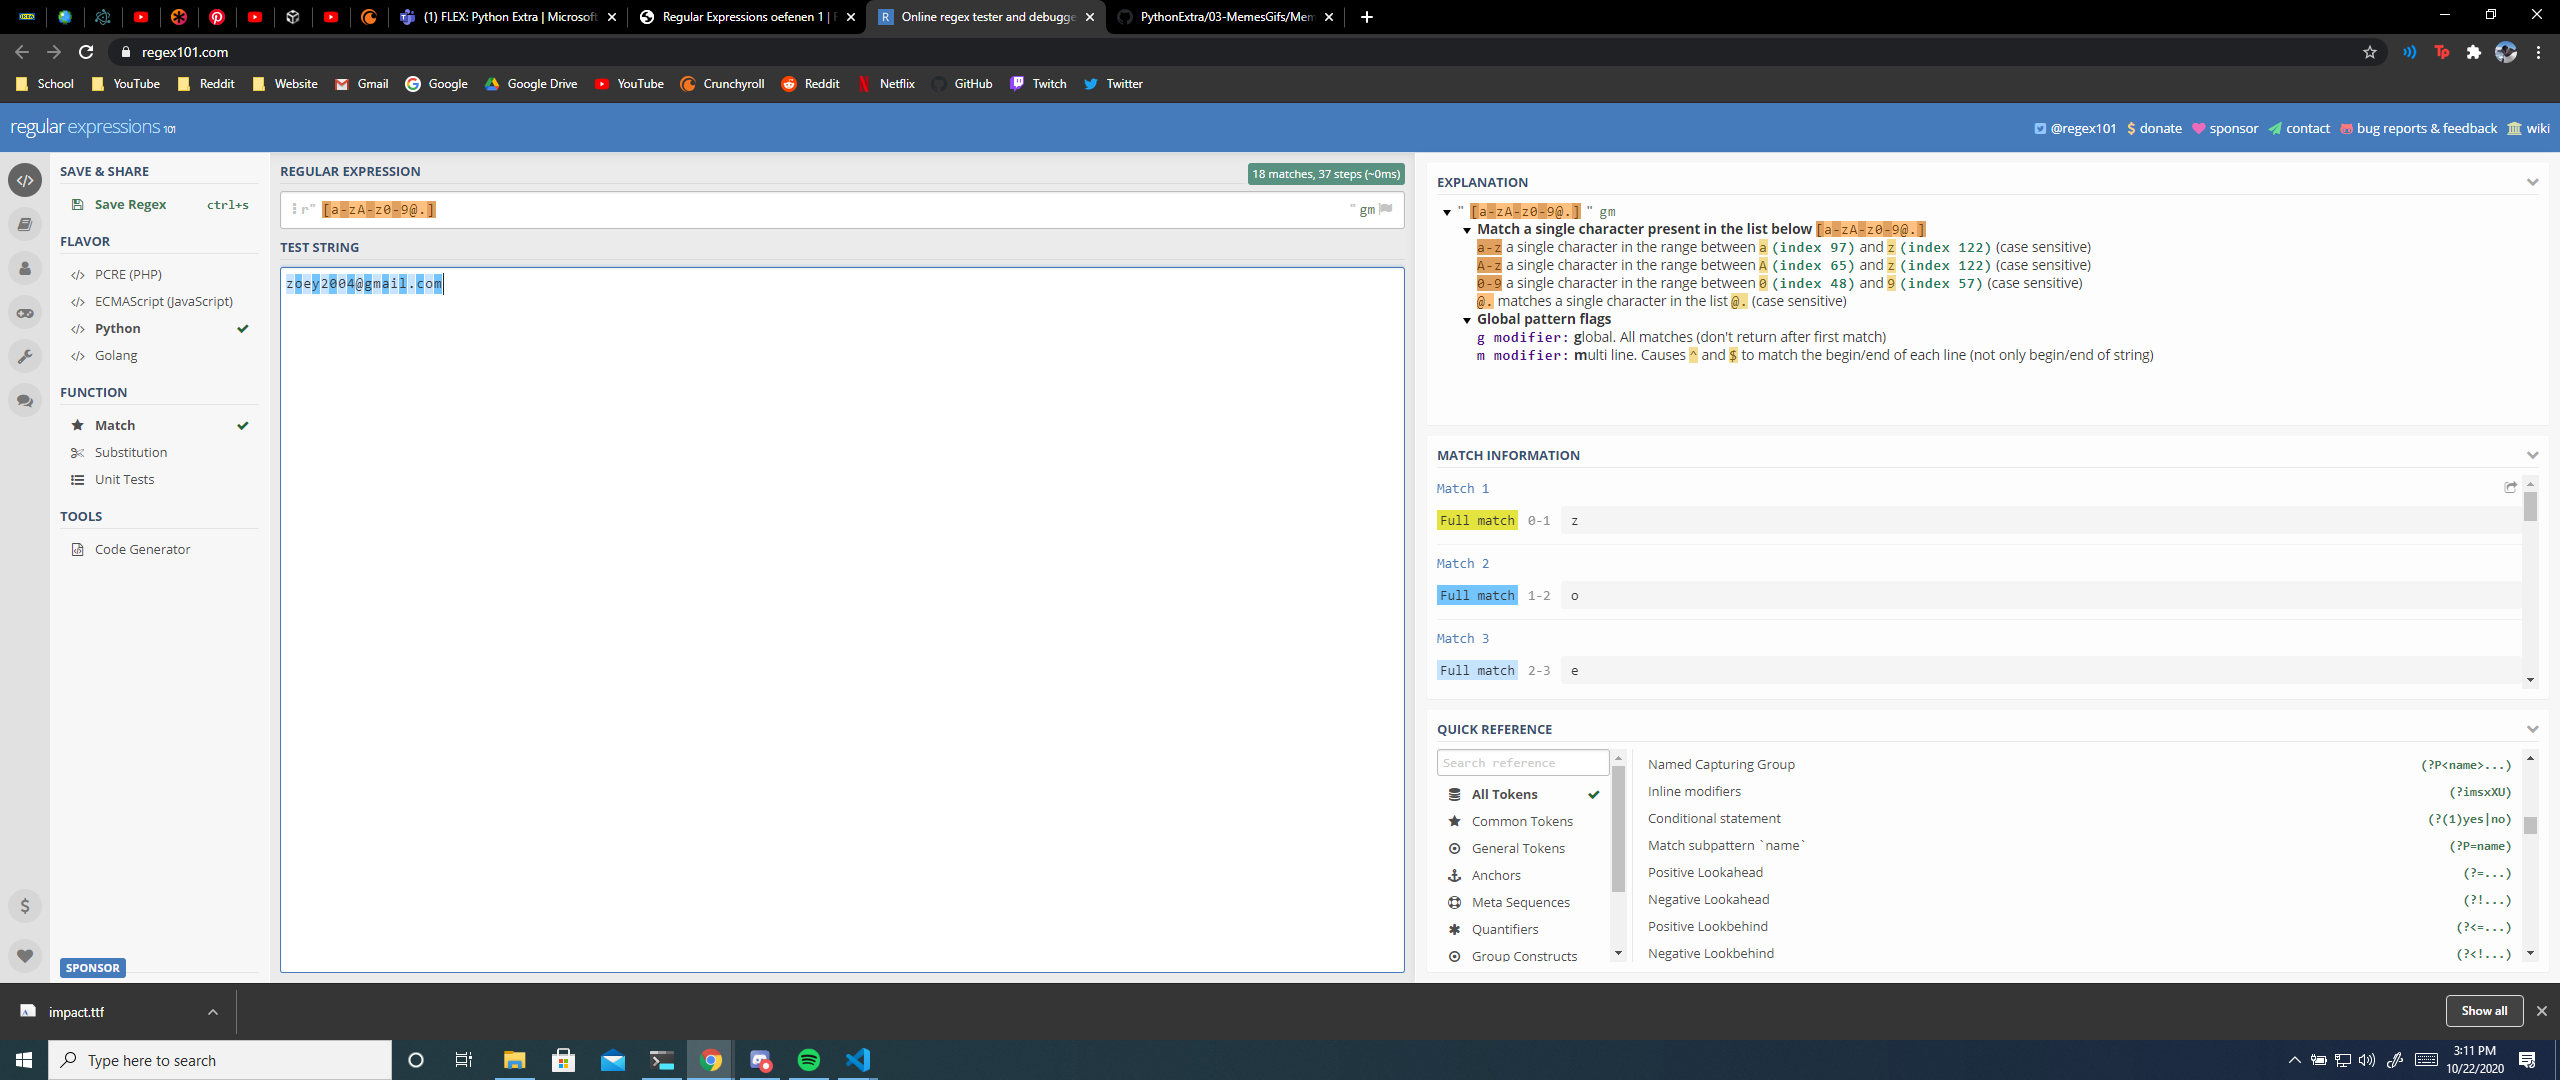 (1) FLEX: Python Extra | Microsoft
Regular Expressions oefenen 1 | F
Online regex tester and debugge
PythonExtra/03-MemesGifs/Mem
regex101.com
School YouTube Reddit Website Gmail Google Google Drive YouTube Crunchyroll Reddit Netflix GitHub Twitch Twitter
regular expressions 101
@regex101 donate sponsor contact bug reports & feedback wiki
SAVE & SHARE
Save Regex ctrl+s
FLAVOR
PCRE (PHP)
ECMAScript (JavaScript)
Python
Golang
FUNCTION
Match
Substitution
Unit Tests
TOOLS
Code Generator
SPONSOR
REGULAR EXPRESSION
18 matches, 37 steps (~0ms)
r" [a-zA-z0-9@.] " gm
TEST STRING
zoey2004@gmail.com
EXPLANATION
" [a-zA-z0-9@.] " gm
Match a single character present in the list below [a-zA-z0-9@.]
a-z a single character in the range between a (index 97) and z (index 122) (case sensitive)
A-z a single character in the range between A (index 65) and z (index 122) (case sensitive)
0-9 a single character in the range between 0 (index 48) and 9 (index 57) (case sensitive)
@. matches a single character in the list @. (case sensitive)
Global pattern flags
g modifier: global. All matches (don't return after first match)
m modifier: multi line. Causes ^ and $ to match the begin/end of each line (not only begin/end of string)
MATCH INFORMATION
Match 1
Full match 0-1 z
Match 2
Full match 1-2 o
Match 3
Full match 2-3 e
QUICK REFERENCE
Search reference
All Tokens
Common Tokens
General Tokens
Anchors
Meta Sequences
Quantifiers
Group Constructs
Named Capturing Group (?P<name>...)
Inline modifiers (?imsxXU)
Conditional statement (?(1)yes|no)
Match subpattern `name` (?P=name)
Positive Lookahead (?=...)
Negative Lookahead (?!...)
Positive Lookbehind (?<=...)
Negative Lookbehind (?<!...)
impact.ttf
Show all
Type here to search
3:11 PM
10/22/2020